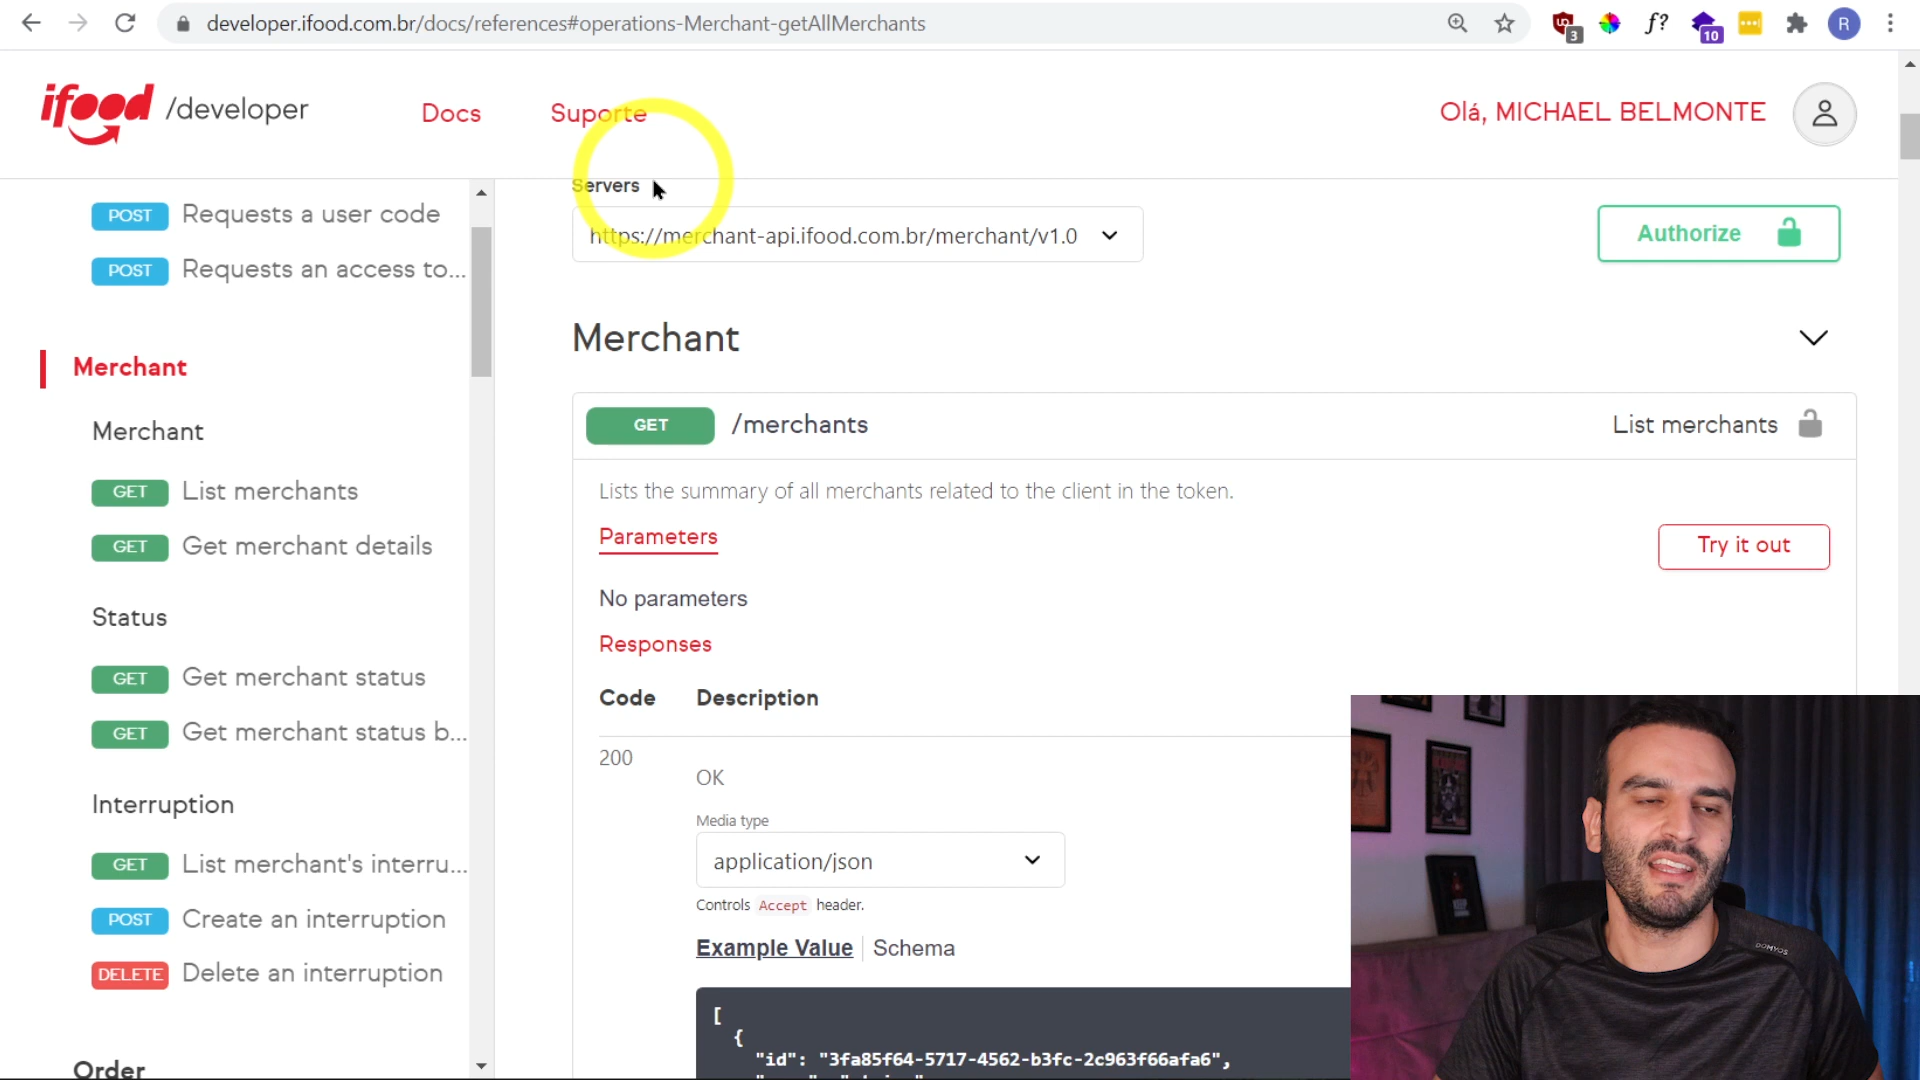 developer.ifood.com.br/docs/references#operations-Merchant-getAllMerchants
3
f?
10
R
ifood /developer
Docs
Suporte
Olá, MICHAEL BELMONTE
POST Requests a user code
POST Requests an access to...
Merchant
Merchant
GET List merchants
GET Get merchant details
Status
GET Get merchant status
GET Get merchant status b...
Interruption
GET List merchant's interru...
POST Create an interruption
DELETE Delete an interruption
Order
Servers
https://merchant-api.ifood.com.br/merchant/v1.0
Authorize
Merchant
GET /merchants
List merchants
Lists the summary of all merchants related to the client in the token.
Parameters
Try it out
No parameters
Responses
Code Description
200
OK
Media type
application/json
Controls Accept header.
Example Value | Schema
[
{
"id": "3fa85f64-5717-4562-b3fc-2c963f66afa6",
DOMYOS